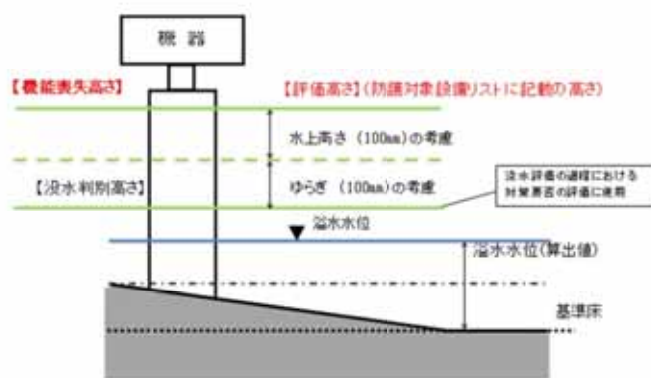 機 器
【機能喪失高さ】
【評価高さ】(防護対象設備リストに記載の高さ)
水上高さ (100mm)の考慮
【没水判別高さ】
ゆらぎ (100mm)の考慮
没水評価の過程における
対策要否の評価に使用
溢水水位
溢水水位(算出値)
基準床